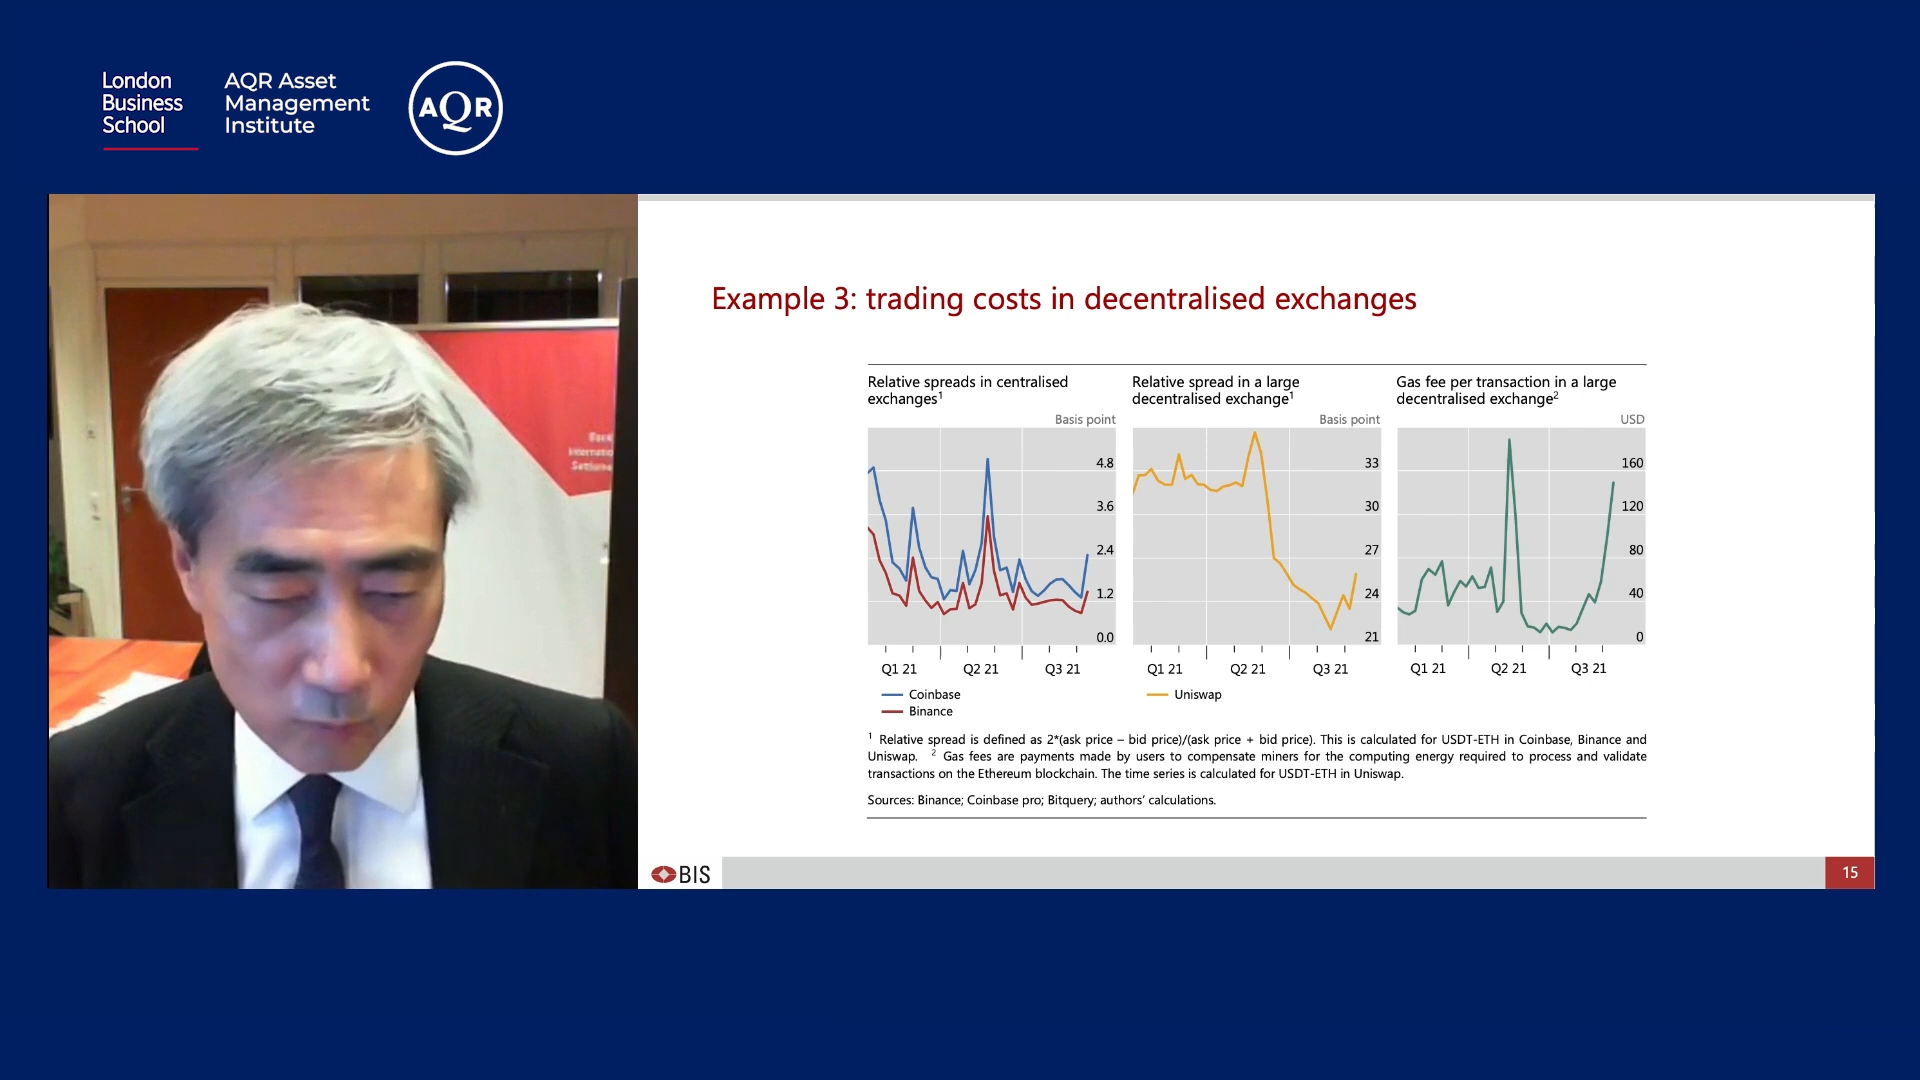 London
Business
School
AQR Asset
Management
Institute
AQR
Example 3: trading costs in decentralised exchanges
Relative spreads in centralised
exchanges¹
Basis point
4.8
3.6
2.4
1.2
0.0
Q1 21 Q2 21 Q3 21
Coinbase
Binance
Relative spread in a large
decentralised exchange¹
Basis point
33
30
27
24
21
Q1 21 Q2 21 Q3 21
Uniswap
Gas fee per transaction in a large
decentralised exchange²
USD
160
120
80
40
0
Q1 21 Q2 21 Q3 21
¹ Relative spread is defined as 2*(ask price – bid price)/(ask price + bid price). This is calculated for USDT-ETH in Coinbase, Binance and
Uniswap. ² Gas fees are payments made by users to compensate miners for the computing energy required to process and validate
transactions on the Ethereum blockchain. The time series is calculated for USDT-ETH in Uniswap.
Sources: Binance; Coinbase pro; Bitquery; authors' calculations.
BIS
15